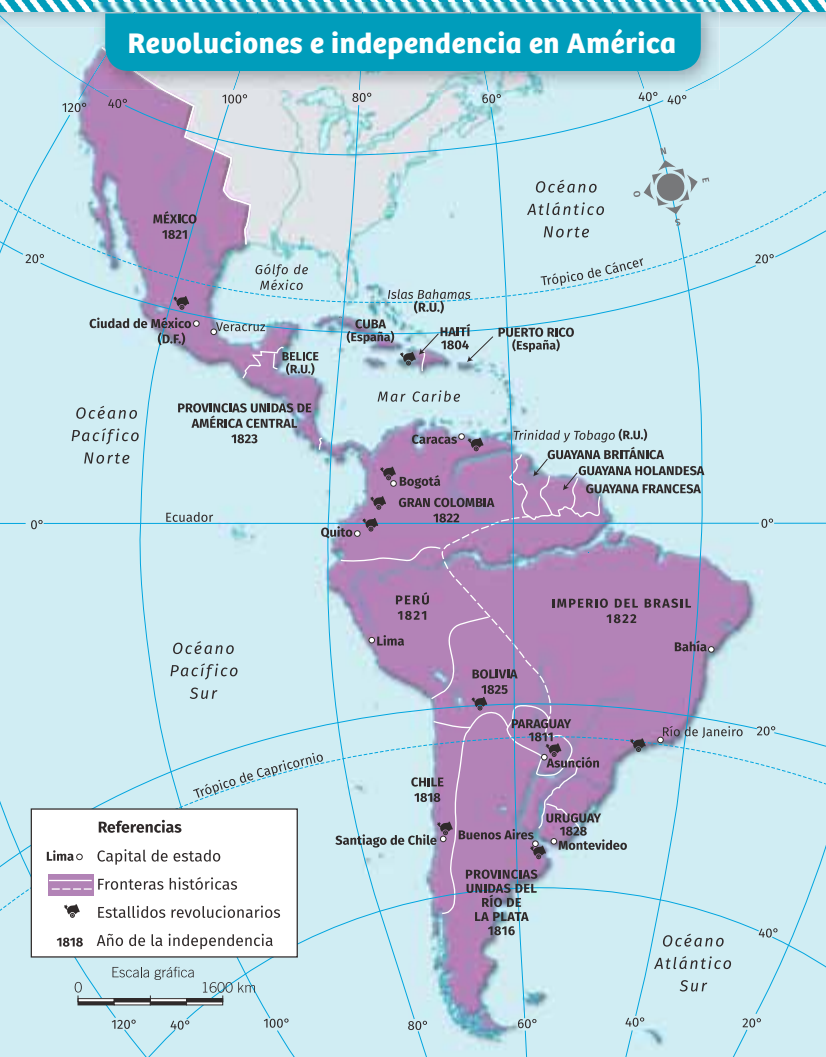 Revoluciones e independencia en América
120°
40°
100°
80°
60°
40°
40°
N
E
S
O
Océano
Atlántico
Norte
MÉXICO
1821
20°
Gólfo de
México
Trópico de Cáncer
20°
Islas Bahamas
(R.U.)
Ciudad de México
(D.F.)
Veracruz
CUBA
(España)
HAITÍ
1804
PUERTO RICO
(España)
BELICE
(R.U.)
Mar Caribe
Océano
Pacífico
Norte
PROVINCIAS UNIDAS DE
AMÉRICA CENTRAL
1823
Caracas
Trinidad y Tobago (R.U.)
GUAYANA BRITÁNICA
GUAYANA HOLANDESA
GUAYANA FRANCESA
Bogotá
GRAN COLOMBIA
1822
0°
Ecuador
Quito
0°
PERÚ
1821
IMPERIO DEL BRASIL
1822
Lima
Bahía
Océano
Pacífico
Sur
BOLIVIA
1825
PARAGUAY
1811
Río de Janeiro
20°
Asunción
Trópico de Capricornio
CHILE
1818
URUGUAY
1828
Santiago de Chile
Buenos Aires
Montevideo
PROVINCIAS
UNIDAS DEL
RÍO DE
LA PLATA
1816
Océano
Atlántico
Sur
40°
Referencias
Lima Capital de estado
Fronteras históricas
Estallidos revolucionarios
1818 Año de la independencia
Escala gráfica
0 1600 km
120°
40°
100°
80°
60°
40°
20°